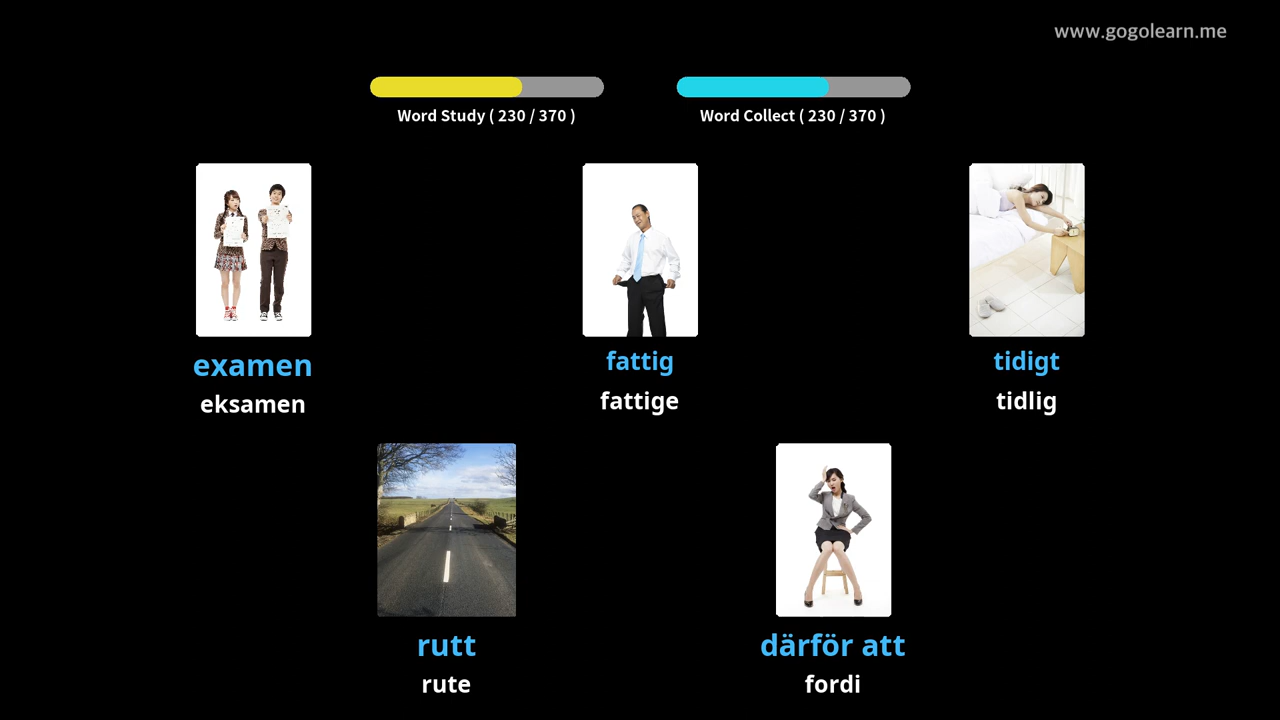 www.gogolearn.me
Word Study ( 230 / 370 )
Word Collect ( 230 / 370 )
examen
eksamen
fattig
fattige
tidigt
tidlig
rutt
rute
därför att
fordi